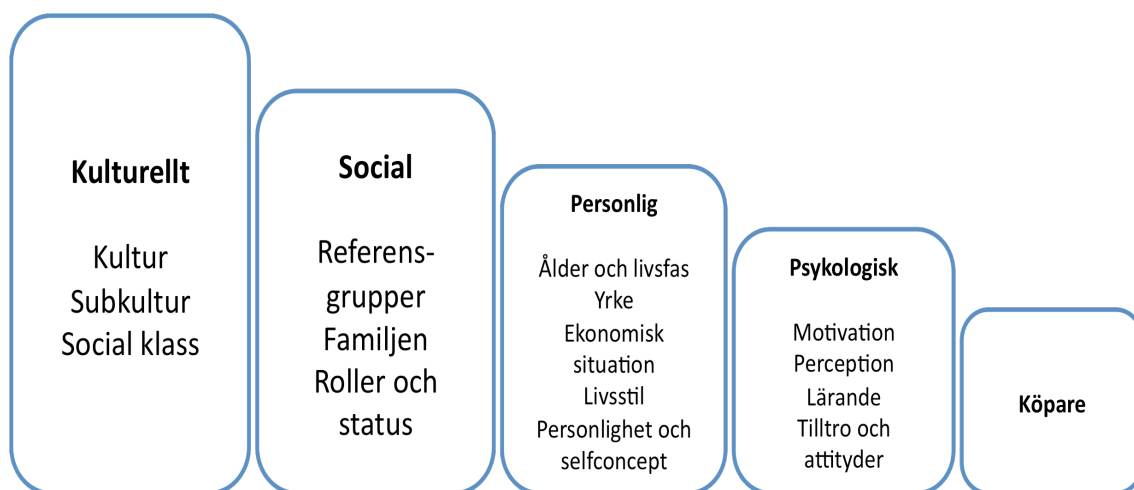 Kulturellt
Kultur
Subkultur
Social klass
Social
Referens-
grupper
Familjen
Roller och
status
Personlig
Ålder och livsfas
Yrke
Ekonomisk
situation
Livsstil
Personlighet och
selfconcept
Psykologisk
Motivation
Perception
Lärande
Tilltro och
attityder
Köpare